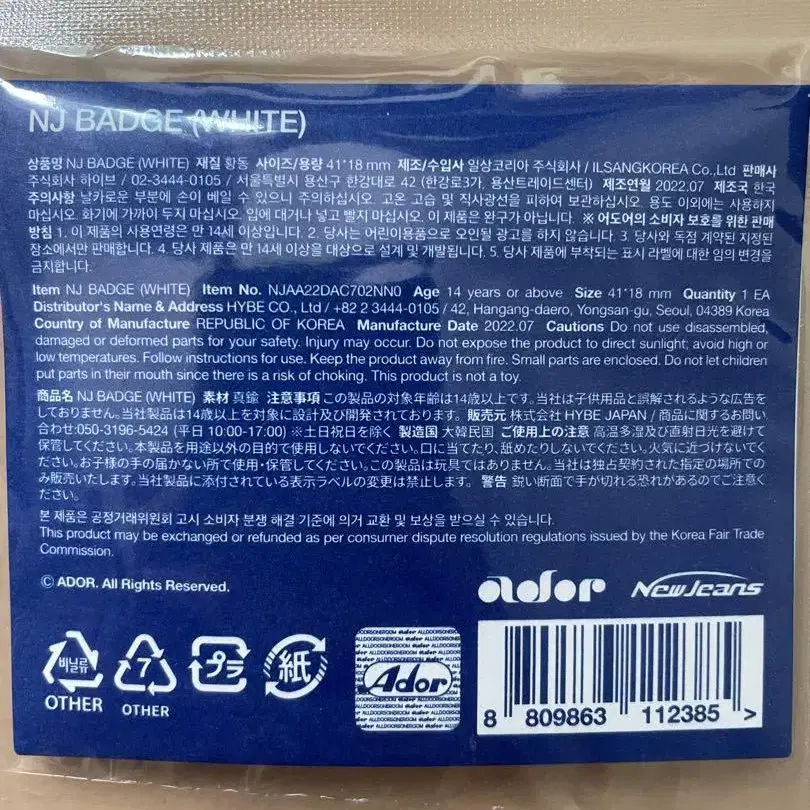 NJ BADGE (WHITE)
상품명 NJ BADGE (WHITE) 재질 황동 사이즈/용량 41*18 mm 제조/수입사 일상코리아 주식회사 / ILSANGKOREA Co.,Ltd 판매사
주식회사 하이브 / 02-3444-0105 / 서울특별시 용산구 한강대로 42 (한강로3가, 용산트레이드센터) 제조연월 2022.07 제조국 한국
주의사항 날카로운 부분에 손이 베일 수 있으니 주의하십시오. 고온 고습 및 직사광선을 피하여 보관하십시오. 용도 이외에는 사용하지
마십시오. 화기에 가까이 두지 마십시오. 입에 대거나 넣고 빨지 마십시오. 이 제품은 완구가 아닙니다. ※ 어도어의 소비자 보호를 위한 판매
방침 1. 이 제품의 사용연령은 만 14세 이상입니다. 2. 당사는 어린이용품으로 오인될 광고를 하지 않습니다. 3. 당사와 독점 계약된 지정된
장소에서만 판매합니다. 4. 당사 제품은 만 14세 이상을 대상으로 설계 및 개발됩니다. 5. 당사 제품에 부착되는 표시 라벨에 대한 임의 변경을
금지합니다.
Item NJ BADGE (WHITE) Item No. NJAA22DAC702NN0 Age 14 years or above Size 41*18 mm Quantity 1 EA
Distributor's Name & Address HYBE CO., Ltd / +82 2 3444-0105 / 42, Hangang-daero, Yongsan-gu, Seoul, 04389 Korea
Country of Manufacture REPUBLIC OF KOREA Manufacture Date 2022.07 Cautions Do not use disassembled,
damaged or deformed parts for your safety. Injury may occur. Do not expose the product to direct sunlight; avoid high or
low temperatures. Follow instructions for use. Keep the product away from fire. Small parts are enclosed. Do not let children
put parts in their mouth since there is a risk of choking. This product is not a toy.
商品名 NJ BADGE (WHITE) 素材 真鍮 注意事項 この製品の対象年齢は14歳以上です。当社は子供用品と誤解されるような広告を
しておりません。当社製品は14歳以上を対象に設計及び開発されております。 販売元 株式会社 HYBE JAPAN / 商品に関するお問い
合わせ:050-3196-5424 (平日 10:00-17:00) ※土日祝日を除く 製造国 大韓民国 ご使用上の注意 高温多湿及び直射日光を避けて
保管してください。本製品を用途以外の目的で使用しないでください。口に当てたり、舐めたりしないでください。火気に近づけないでく
ださい。お子様の手の届かない所で使用・保管してください。この製品は玩具ではありません。当社は独占契約された指定の場所での
み販売いたします。当社製品に添付されている表示ラベルの変更は禁止します。 警告 鋭い断面で手が切れる恐れがあるのでご注意くだ
さい。
본 제품은 공정거래위원회 고시 소비자 분쟁 해결 기준에 의거 교환 및 보상을 받으실 수 있습니다.
This product may be exchanged or refunded as per consumer dispute resolution regulations issued by the Korea Fair Trade
Commission.
© ADOR. All Rights Reserved.
ador NewJeans
비닐류 7 プラ 紙
OTHER OTHER
ALLDOORSONEROOM ador ALLDOORSONEROOM
Ador
8 809863 112385 >